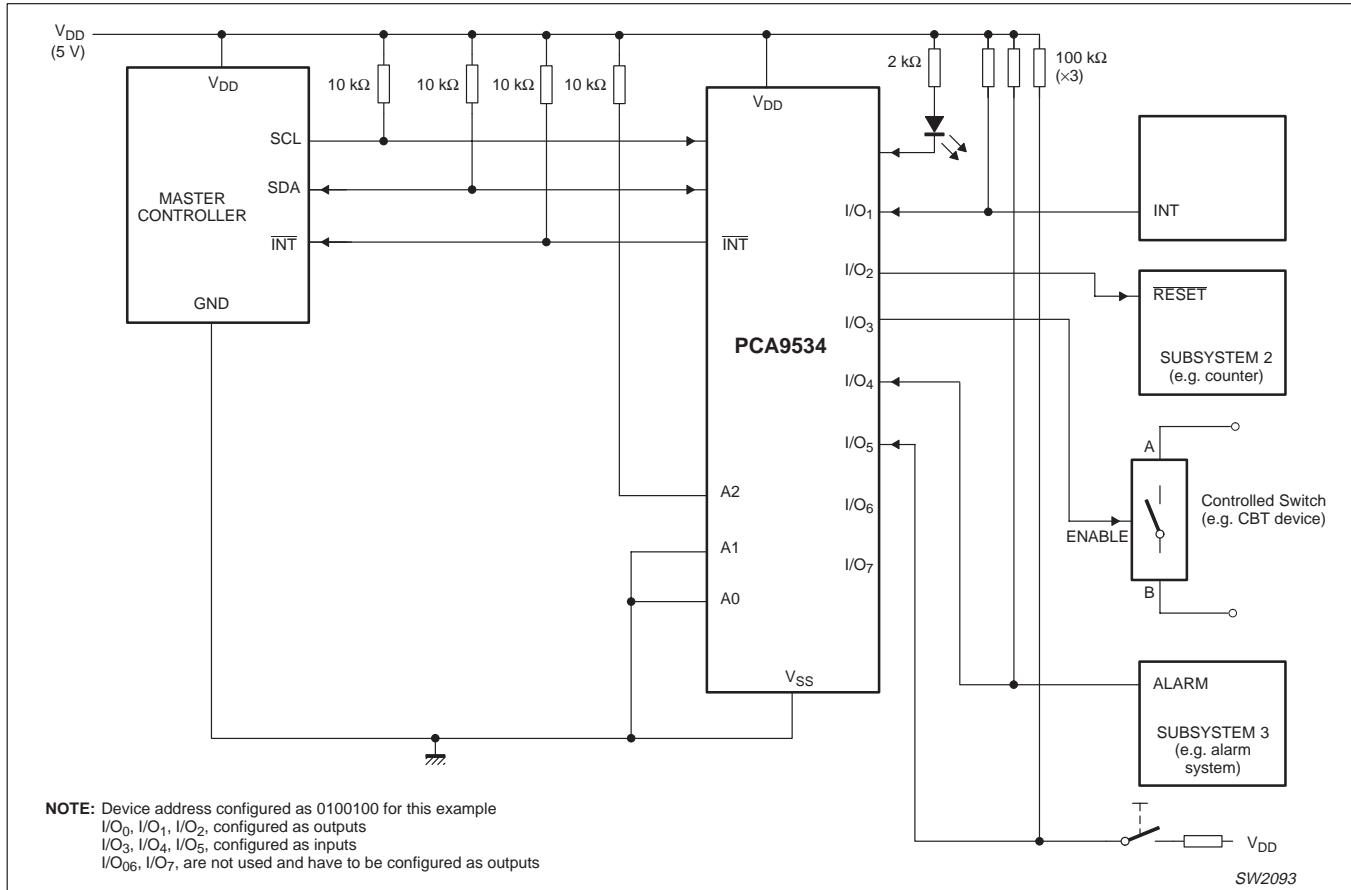 VDD
(5 V)
VDD
10 kΩ
10 kΩ
10 kΩ
10 kΩ
VDD
2 kΩ
100 kΩ
(×3)
SCL
SDA
MASTER
CONTROLLER
INT
GND
INT
PCA9534
A2
A1
A0
VSS
I/O1
I/O2
I/O3
I/O4
I/O5
I/O6
I/O7
INT
RESET
SUBSYSTEM 2
(e.g. counter)
A
Controlled Switch
(e.g. CBT device)
ENABLE
B
ALARM
SUBSYSTEM 3
(e.g. alarm
system)
VDD
NOTE: Device address configured as 0100100 for this example
I/O0, I/O1, I/O2, configured as outputs
I/O3, I/O4, I/O5, configured as inputs
I/O06, I/O7, are not used and have to be configured as outputs
SW2093